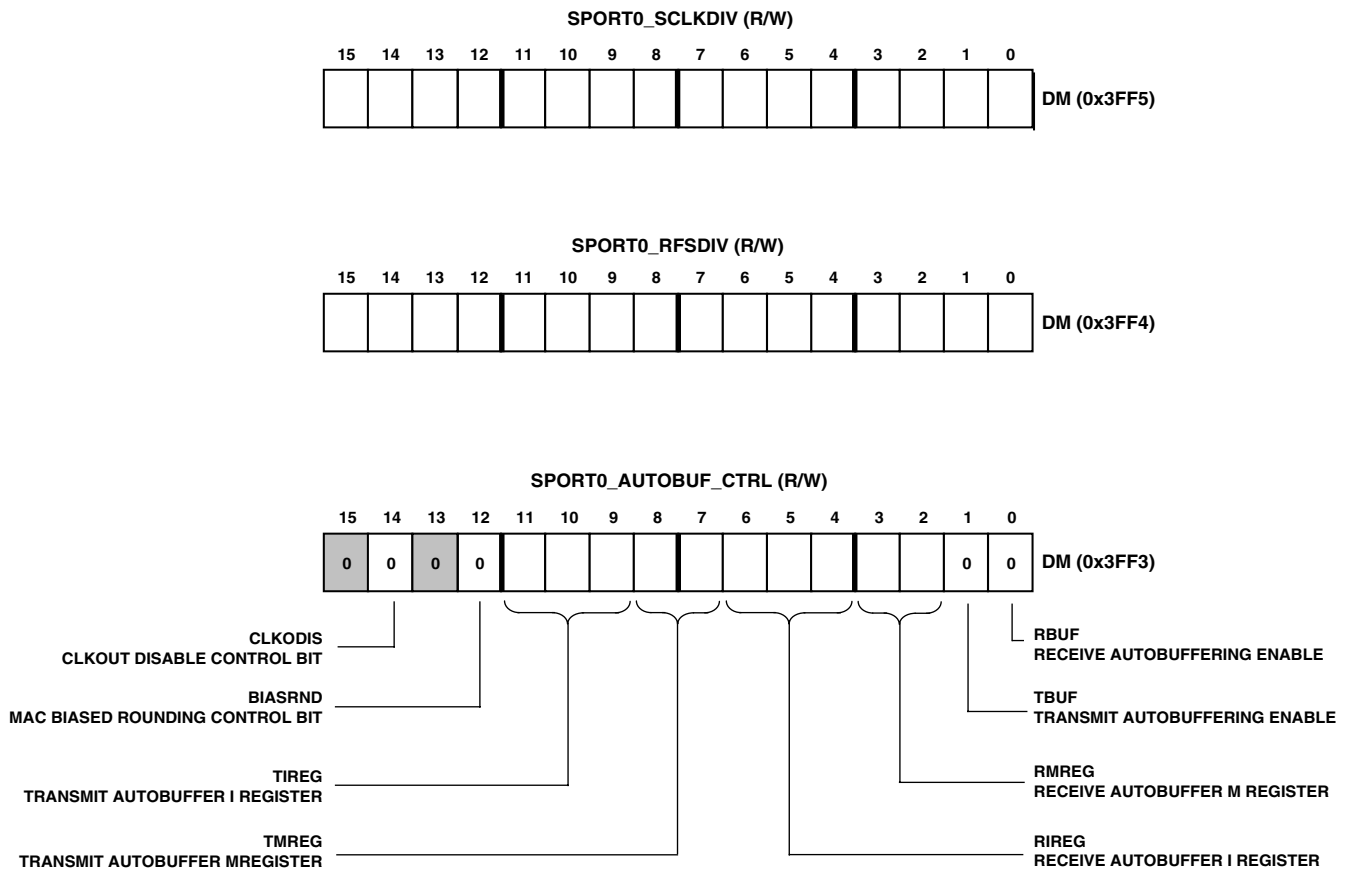 SPORT0_SCLKDIV (R/W)
15 14 13 12 11 10 9 8 7 6 5 4 3 2 1 0
DM (0x3FF5)
SPORT0_RFSDIV (R/W)
15 14 13 12 11 10 9 8 7 6 5 4 3 2 1 0
DM (0x3FF4)
SPORT0_AUTOBUF_CTRL (R/W)
15 14 13 12 11 10 9 8 7 6 5 4 3 2 1 0
0 0 0 0 0 0 DM (0x3FF3)
CLKODIS
CLKOUT DISABLE CONTROL BIT
BIASRND
MAC BIASED ROUNDING CONTROL BIT
TIREG
TRANSMIT AUTOBUFFER I REGISTER
TMREG
TRANSMIT AUTOBUFFER MREGISTER
RBUF
RECEIVE AUTOBUFFERING ENABLE
TBUF
TRANSMIT AUTOBUFFERING ENABLE
RMREG
RECEIVE AUTOBUFFER M REGISTER
RIREG
RECEIVE AUTOBUFFER I REGISTER